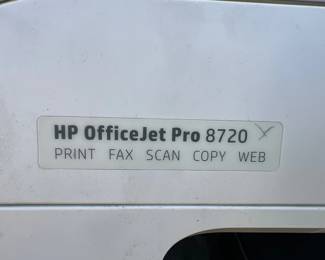 HP OfficeJet Pro 8720
PRINT FAX SCAN COPY WEB